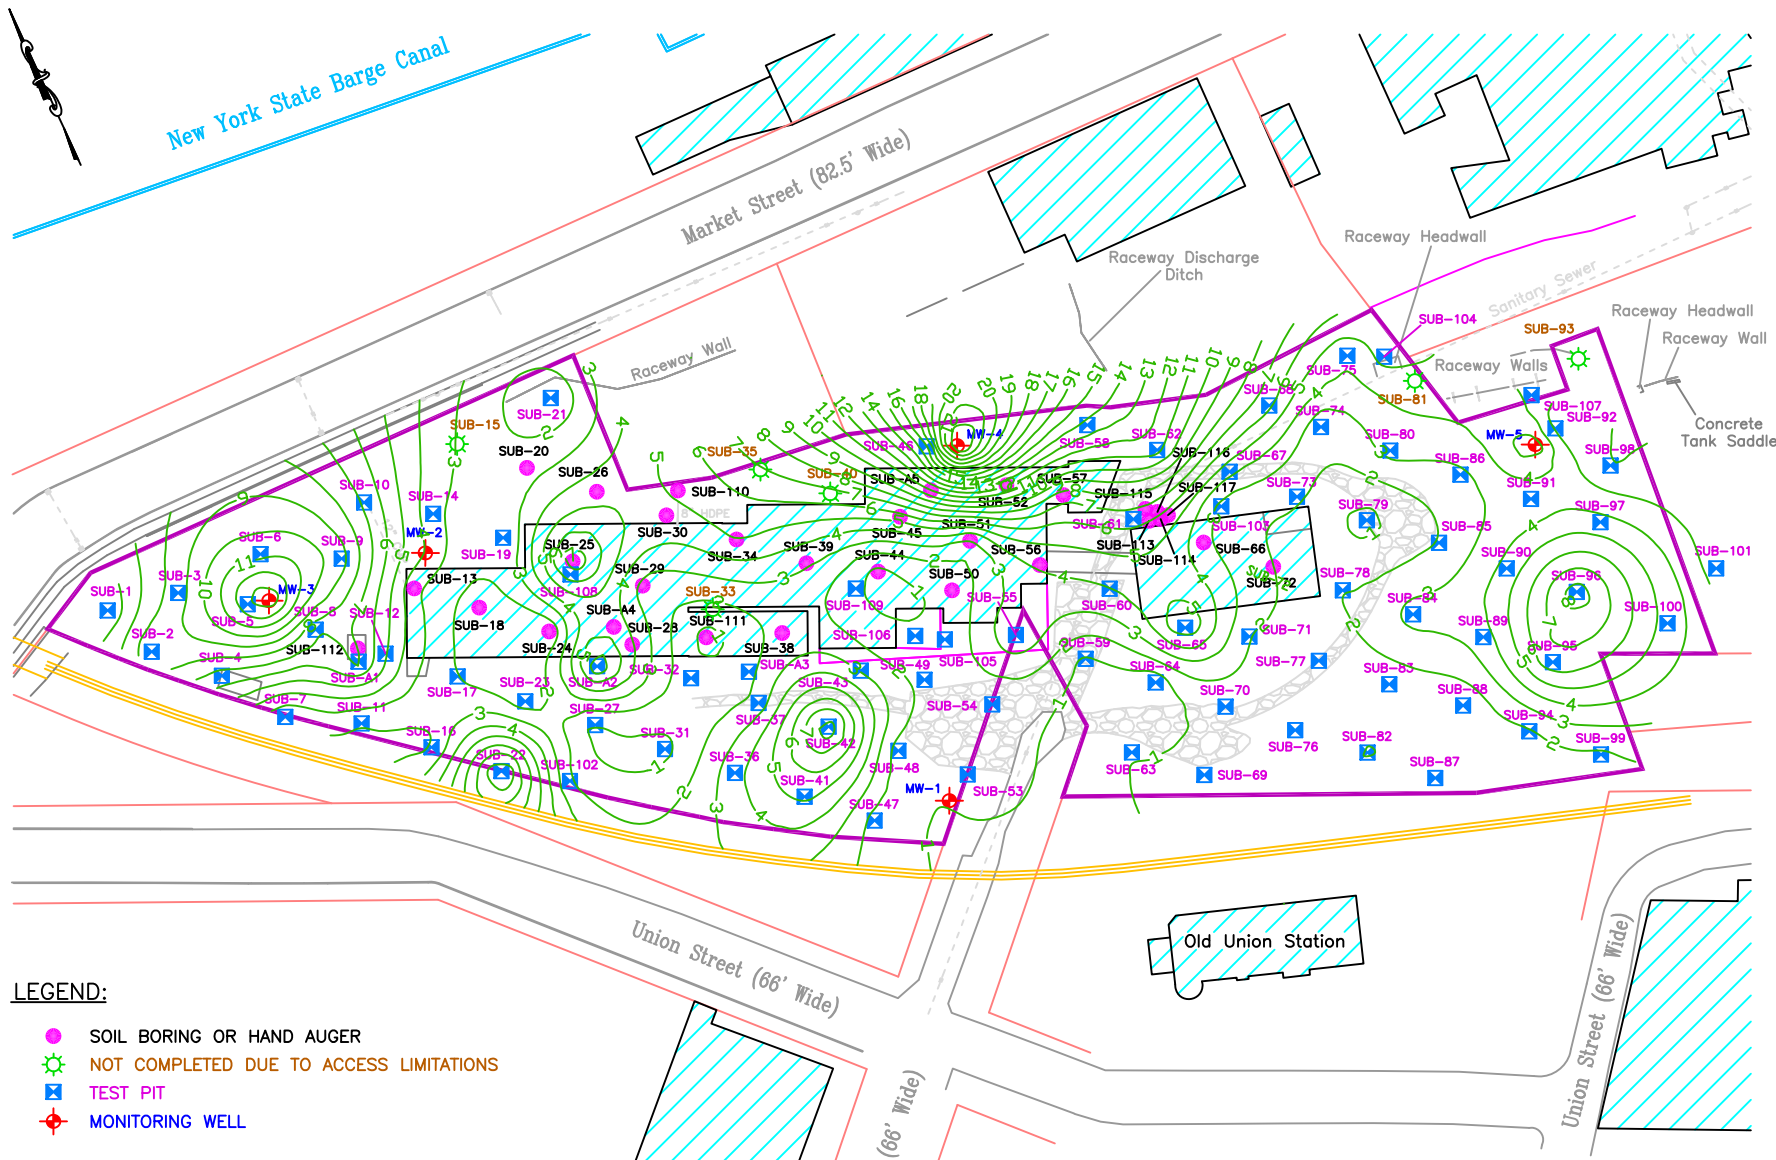 New York State Barge Canal
Market Street (82.5' Wide)
Raceway Headwall
Raceway Discharge
Ditch
Sanitary Sewer
Raceway Headwall
Raceway Wall
Raceway Wall
Raceway Walls
Concrete
Tank Saddle
SUB-104
SUB-93
SUB-75
SUB-81
SUB-107
SUB-92
SUB-68
SUB-74
SUB-21
SUB-15
SUB-46
MW-4
SUB-58
SUB-62
SUB-80
MW-5
SUB-20
SUB-35
SUB-116
SUB-67
SUB-86
SUB-98
SUB-26
SUB-40
SUB-A5
SUB-57
SUB-10
SUB-14
SUB-110
SUB-52
SUB-115
SUB-117
SUB-73
SUB-91
SUB-79
SUB-97
8" HDPE
SUB-6
SUB-9
MW-2
SUB-19
SUB-25
SUB-30
SUB-34
SUB-45
SUB-51
SUB-61
SUB-103
SUB-85
SUB-39
SUB-44
SUB-56
SUB-113
SUB-114
SUB-66
SUB-90
SUB-101
SUB-1
SUB-3
MW-3
SUB-13
SUB-29
SUB-50
SUB-72
SUB-78
SUB-96
SUB-5
SUB-8
SUB-12
SUB-108
SUB-33
SUB-109
SUB-55
SUB-60
SUB-84
SUB-100
SUB-2
SUB-112
SUB-18
SUB-A4
SUB-28
SUB-111
SUB-106
SUB-59
SUB-65
SUB-71
SUB-89
SUB-4
SUB-A1
SUB-24
SUB-38
SUB-105
SUB-95
SUB-7
SUB-17
SUB-A2
SUB-32
SUB-A3
SUB-49
SUB-64
SUB-77
SUB-83
SUB-11
SUB-23
SUB-27
SUB-43
SUB-54
SUB-70
SUB-88
SUB-16
SUB-31
SUB-37
SUB-42
SUB-94
SUB-22
SUB-102
SUB-36
SUB-41
SUB-48
SUB-63
SUB-76
SUB-82
SUB-99
SUB-47
MW-1
SUB-53
SUB-69
SUB-87
Union Street (66' Wide)
Old Union Station
Union Street (66' Wide)
(66' Wide)
LEGEND:
SOIL BORING OR HAND AUGER
NOT COMPLETED DUE TO ACCESS LIMITATIONS
TEST PIT
MONITORING WELL